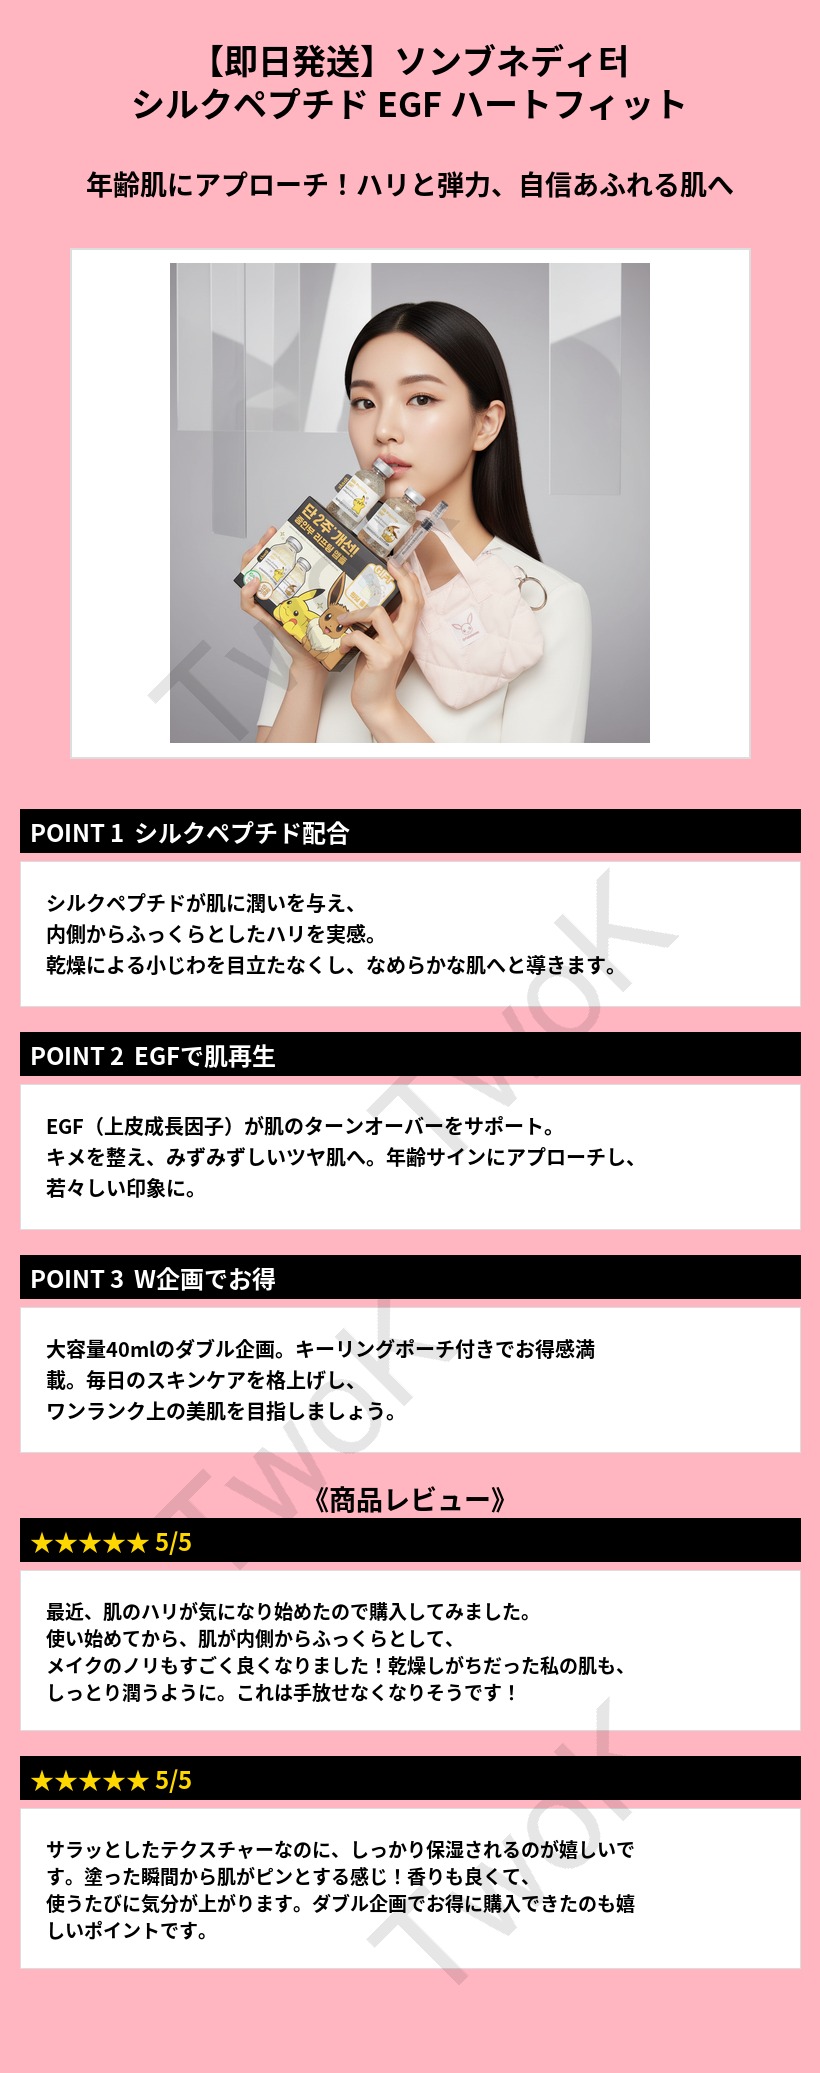 【即日発送】ソンブネディ터
シルクペプチド EGF ハートフィット
年齢肌にアプローチ！ハリと弾力、自信あふれる肌へ
단 2주 개선!
TwoK
POINT 1 シルクペプチド配合
シルクペプチドが肌に潤いを与え、
内側からふっくらとしたハリを実感。
乾燥による小じわを目立たなくし、なめらかな肌へと導きます。
TwoK
POINT 2 EGFで肌再生
EGF（上皮成長因子）が肌のターンオーバーをサポート。
キメを整え、みずみずしいツヤ肌へ。年齢サインにアプローチし、
若々しい印象に。
POINT 3 W企画でお得
大容量40mlのダブル企画。キーリングポーチ付きでお得感満
載。毎日のスキンケアを格上げし、
ワンランク上の美肌を目指しましょう。
TwoK
《商品レビュー》
★★★★★ 5/5
最近、肌のハリが気になり始めたので購入してみました。
使い始めてから、肌が内側からふっくらとして、
メイクのノリもすごく良くなりました！乾燥しがちだった私の肌も、
しっとり潤うように。これは手放せなくなりそうです！
★★★★★ 5/5
サラッとしたテクスチャーなのに、しっかり保湿されるのが嬉しいで
す。塗った瞬間から肌がピンとする感じ！香りも良くて、
使うたびに気分が上がります。ダブル企画でお得に購入できたのも嬉
しいポイントです。
TwoK